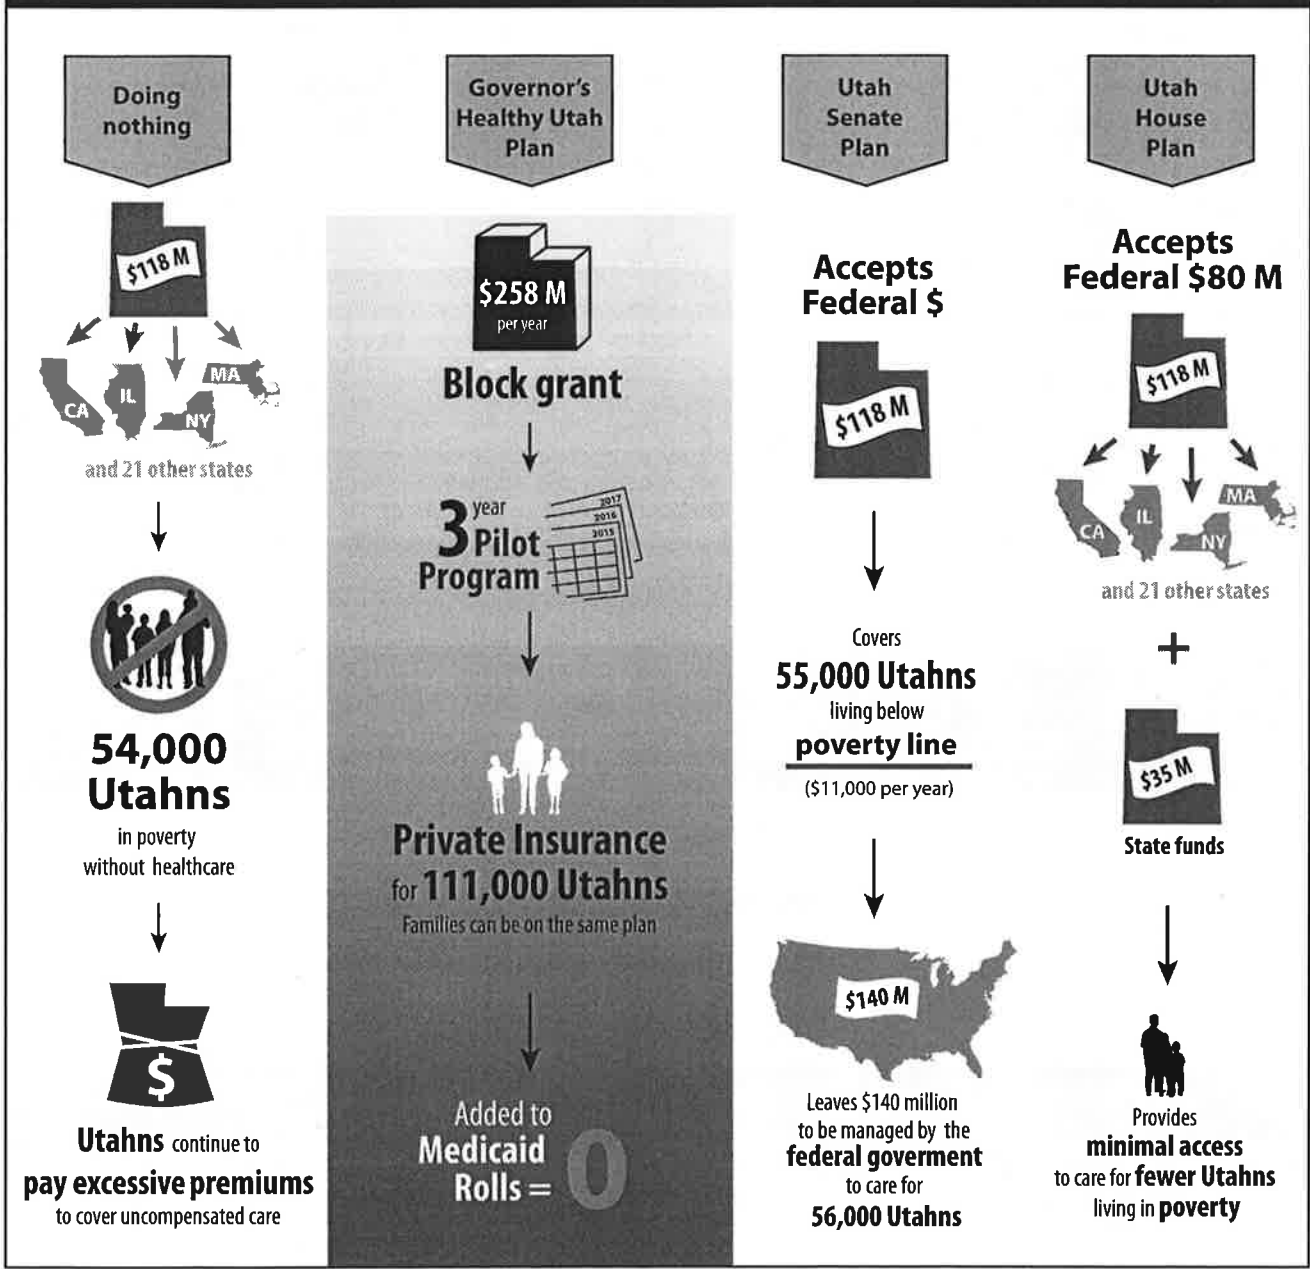 Doing
nothing
$118 M
CA
IL
NY
MA
and 21 other states
54,000
Utahns
in poverty
without healthcare
$
Utahns continue to
pay excessive premiums
to cover uncompensated care
Governor's
Healthy Utah
Plan
$258 M
per year
Block grant
3 year
Pilot
Program
2017
2016
2015
Private Insurance
for 111,000 Utahns
Families can be on the same plan
Added to
Medicaid
Rolls = 0
Utah
Senate
Plan
Accepts
Federal $
$118 M
Covers
55,000 Utahns
living below
poverty line
($11,000 per year)
$140 M
Leaves $140 million
to be managed by the
federal goverment
to care for
56,000 Utahns
Utah
House
Plan
Accepts
Federal $80 M
$118 M
CA
IL
NY
MA
and 21 other states
+
$35 M
State funds
Provides
minimal access
to care for fewer Utahns
living in poverty